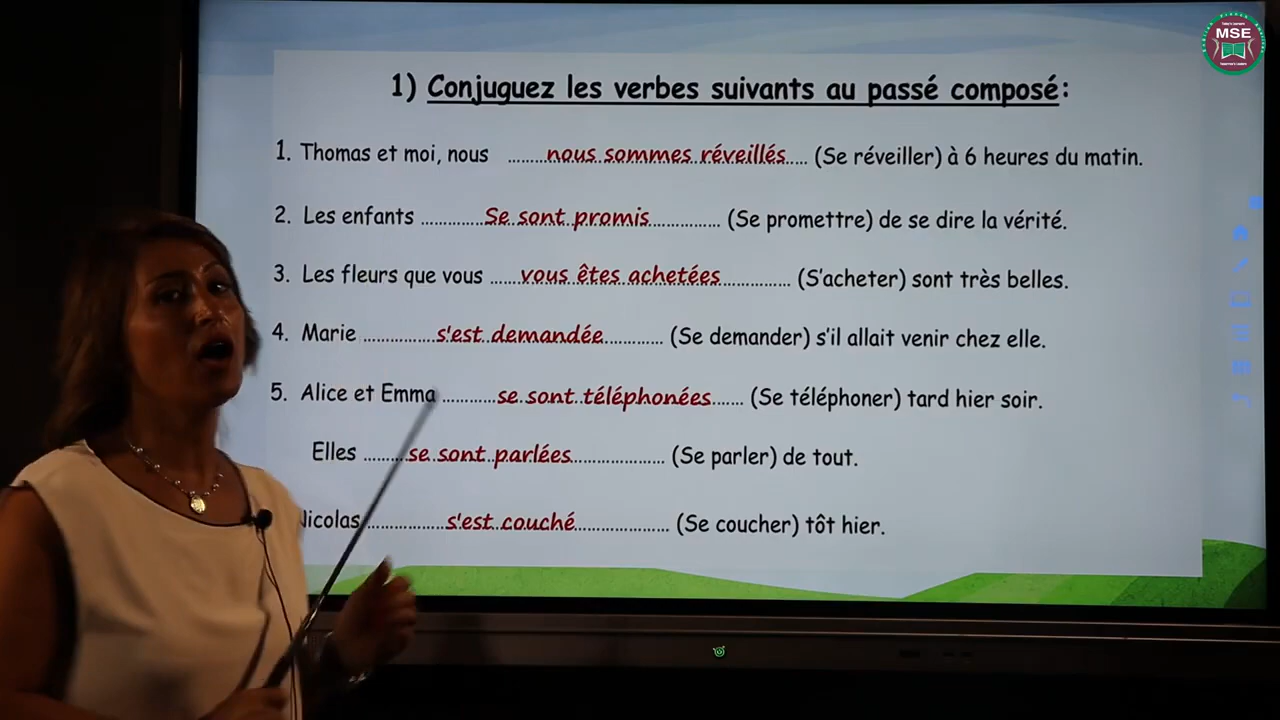 MSE
1) Conjuguez les verbes suivants au passé composé:
1. Thomas et moi, nous ........nous sommes réveillés..... (Se réveiller) à 6 heures du matin.
2. Les enfants .............Se sont promis............... (Se promettre) de se dire la vérité.
3. Les fleurs que vous ......vous êtes achetées.............. (S'acheter) sont très belles.
4. Marie ................s'est demandée............. (Se demander) s'il allait venir chez elle.
5. Alice et Emma ............se sont téléphonées....... (Se téléphoner) tard hier soir.
Elles .........se sont parlées.................... (Se parler) de tout.
Nicolas .................s'est couché.................... (Se coucher) tôt hier.